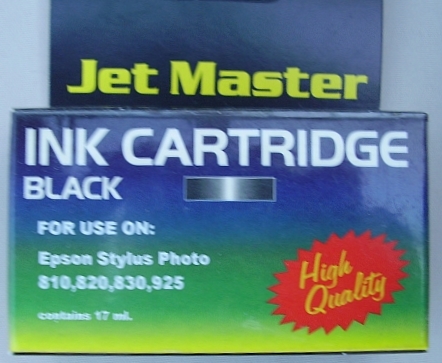 Jet Master
INK CARTRIDGE
BLACK
FOR USE ON:
Epson Stylus Photo
810,820,830,925
contains 17 ml.
High
Quality